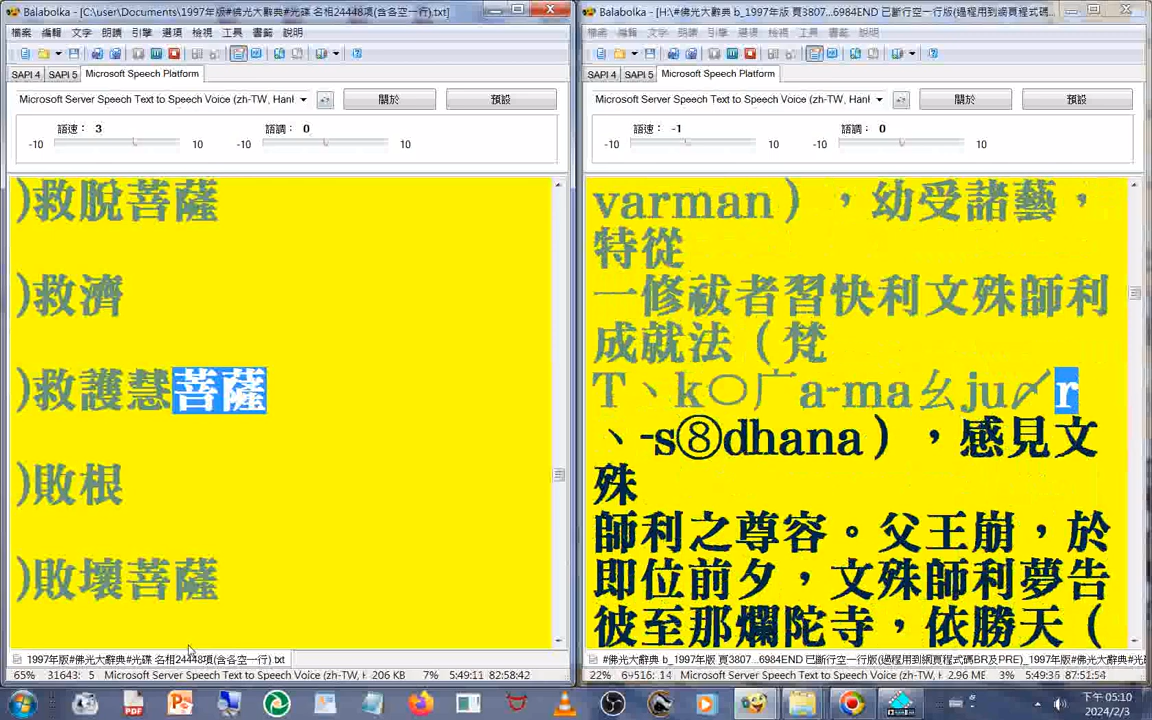 Balabolka - [C:\user\Documents\1997年版#佛光大辭典#光碟 名相24448項(含各空一行).txt]
檔案 編輯 文字 朗讀 引擎 選項 檢視 工具 書籤 說明
SAPI 4 SAPI 5 Microsoft Speech Platform
Microsoft Server Speech Text to Speech Voice (zh-TW, Hanl
關於 預設
語速： 3 語調： 0
-10 10 -10 10
)救脫菩薩
)救濟
)救護慧菩薩
)敗根
)敗壞菩薩
1997年版#佛光大辭典#光碟 名相24448項(含各空一行).txt
65% 31643: 5 Microsoft Server Speech Text to Speech Voice (zh-TW, H 206 KB 7% 5:49:11 82:58:42
Balabolka - [H:\#佛光大辭典 b_1997年版 頁3807...6984END 已斷行空一行版(過程用到網頁程式碼...
檔案 編輯 文字 朗讀 引擎 選項 檢視 工具 書籤 說明
SAPI 4 SAPI 5 Microsoft Speech Platform
Microsoft Server Speech Text to Speech Voice (zh-TW, Hanl
關於 預設
語速： -1 語調： 0
-10 10 -10 10
varman），幼受諸藝，
特從
一修祓者習快利文殊師利
成就法（梵
T丶k○广a-ma幺ju〆r
丶-s⑧dhana），感見文
殊
師利之尊容。父王崩，於
即位前夕，文殊師利夢告
彼至那爛陀寺，依勝天（
#佛光大辭典 b_1997年版 頁3807...6984END 已斷行空一行版(過程用到網頁程式碼BR及PRE)_1997年版#光
22% 6‹516: 14 Microsoft Server Speech Text to Speech Voice (zh-TW, H 2.96 ME 3% 5:49:35 87:51:54
PDF
下午 05:10
2024/2/3